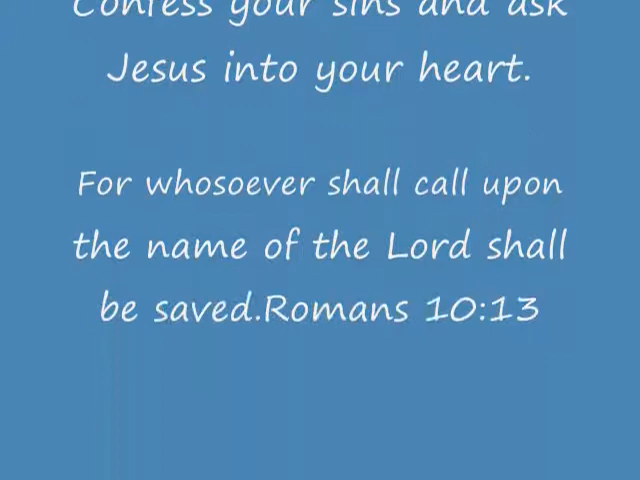 Confess your sins and ask
Jesus into your heart.
For whosoever shall call upon
the name of the Lord shall
be saved.Romans 10:13